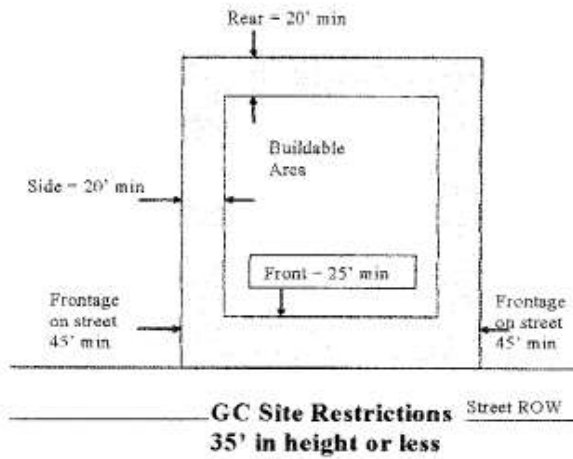 Rear = 20' min
Buildable
Area
Side = 20' min
Front = 25' min
Frontage
on street
45' min
Frontage
on street
45' min
GC Site Restrictions
Street ROW
35' in height or less